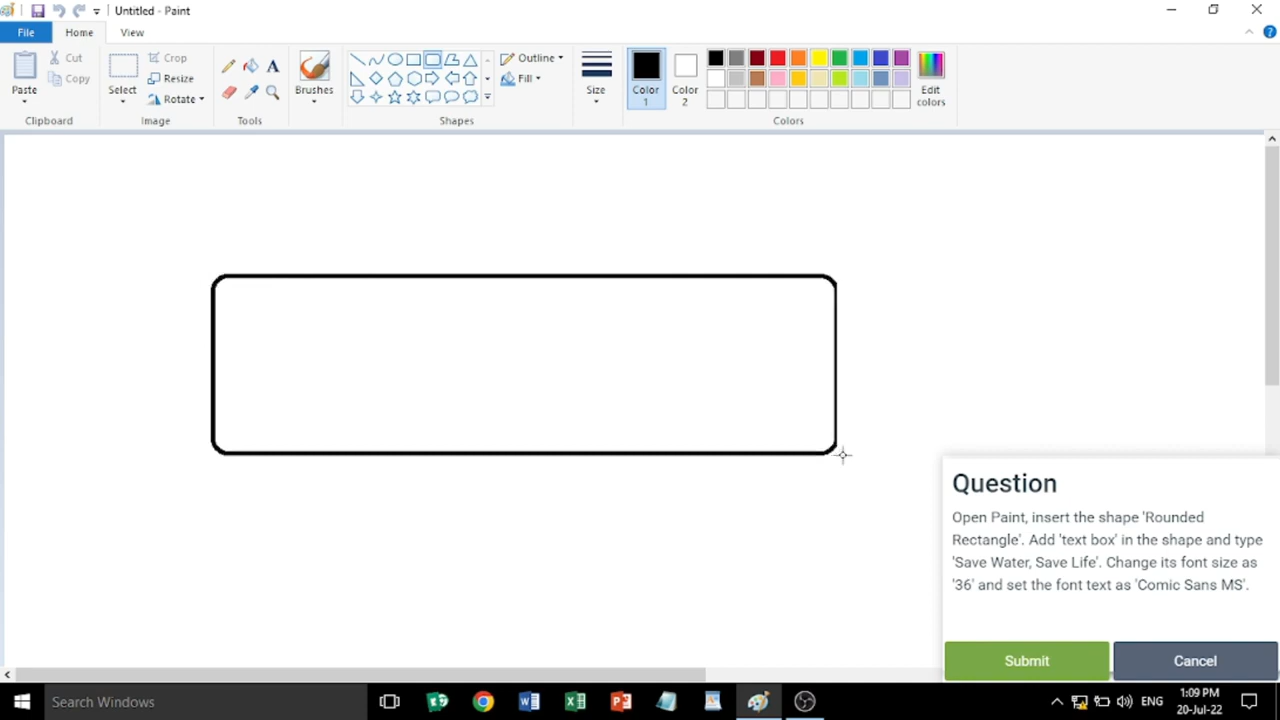 Untitled - Paint
File
Home
View
Paste
Cut
Copy
Clipboard
Select
Crop
Resize
Rotate
Image
A
Tools
Brushes
Outline
Fill
Shapes
Size
Color
1
Color
2
Edit
colors
Colors
?
Question
Open Paint, insert the shape 'Rounded
Rectangle'. Add 'text box' in the shape and type
'Save Water, Save Life'. Change its font size as
'36' and set the font text as 'Comic Sans MS'.
Submit
Cancel
Search Windows
ENG
1:09 PM
20-Jul-22